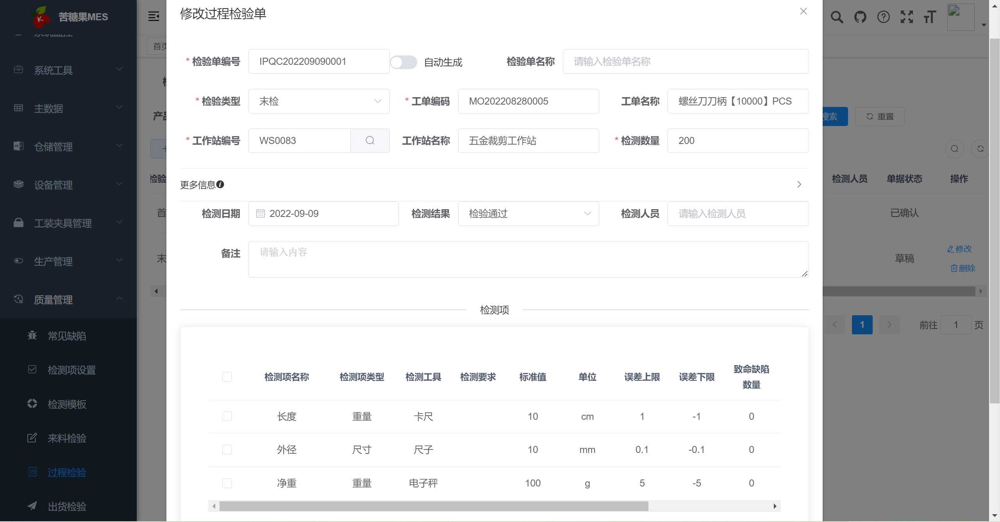 苦糖果MES
修改过程检验单
首页
系统工具
主数据
仓储管理
设备管理
工装夹具管理
生产管理
质量管理
常见缺陷
检测项设置
检测模板
来料检验
过程检验
出货检验
* 检验单编号 IPQC202209090001 自动生成 检验单名称 请输入检验单名称
* 检验类型 末检 * 工单编码 MO202208280005 工单名称 螺丝刀刀柄【10000】PCS
* 工作站编号 WS0083 工作站名称 五金裁剪工作站 * 检测数量 200
更多信息
检测日期 2022-09-09 检测结果 检验通过 检测人员 请输入检测人员
备注 请输入内容
检测项
检测项名称 检测项类型 检测工具 检测要求 标准值 单位 误差上限 误差下限 致命缺陷数量
长度 重量 卡尺 10 cm 1 -1 0
外径 尺寸 尺子 10 mm 0.1 -0.1 0
净重 重量 电子秤 100 g 5 -5 0
产品
搜索 重置
检验
检测人员 单据状态 操作
首
已确认
末
草稿
修改
删除
1
前往 1 页